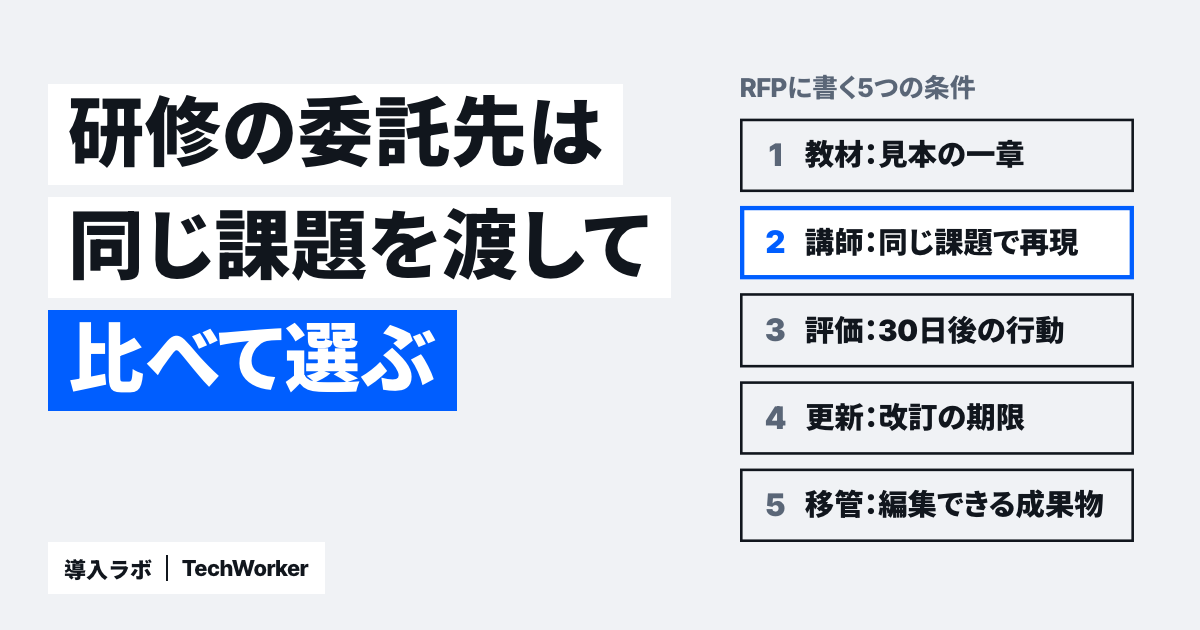 研修の委託先は
同じ課題を渡して
比べて選ぶ
RFPに書く5つの条件
1 教材：見本の一章
2 講師：同じ課題で再現
3 評価：30日後の行動
4 更新：改訂の期限
5 移管：編集できる成果物
導入ラボ｜TechWorker